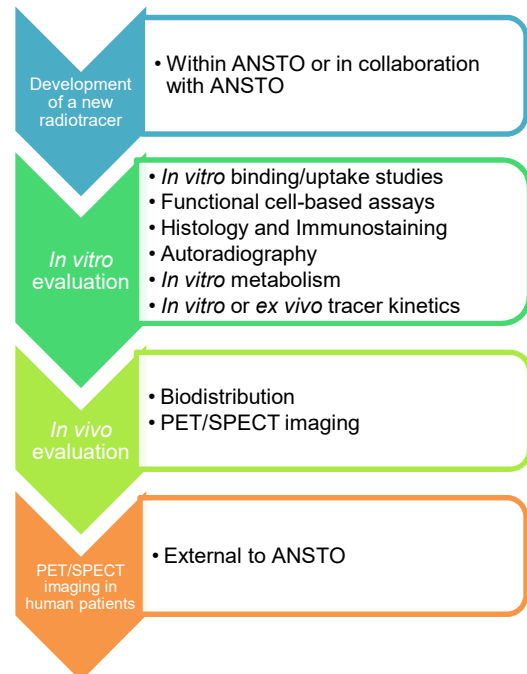 Development
of a new
radiotracer
• Within ANSTO or in collaboration
with ANSTO
In vitro
evaluation
• In vitro binding/uptake studies
• Functional cell-based assays
• Histology and Immunostaining
• Autoradiography
• In vitro metabolism
• In vitro or ex vivo tracer kinetics
In vivo
evaluation
• Biodistribution
• PET/SPECT imaging
PET/SPECT
imaging in
human patients
• External to ANSTO